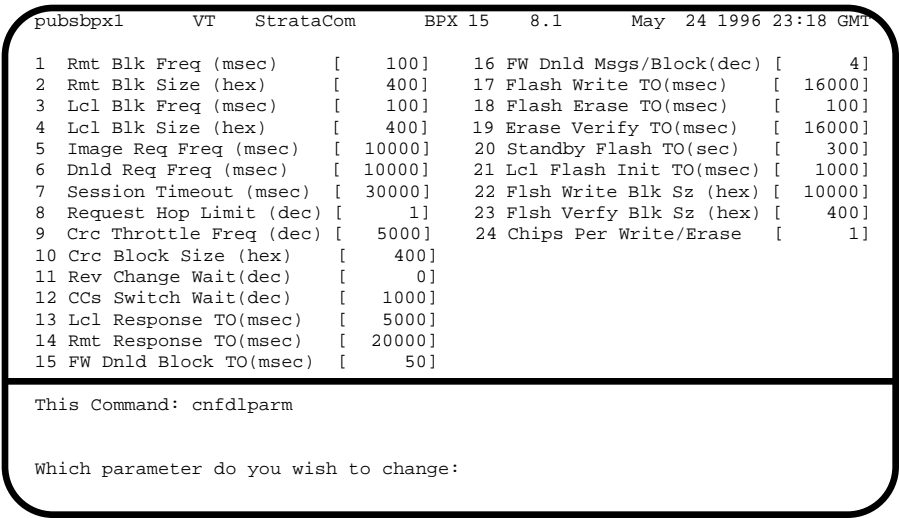 pubsbpx1 VT StrataCom BPX 15 8.1 May 24 1996 23:18 GMT
1 Rmt Blk Freq (msec) [ 100] 16 FW Dnld Msgs/Block(dec) [ 4]
2 Rmt Blk Size (hex) [ 400] 17 Flash Write TO(msec) [ 16000]
3 Lcl Blk Freq (msec) [ 100] 18 Flash Erase TO(msec) [ 100]
4 Lcl Blk Size (hex) [ 400] 19 Erase Verify TO(msec) [ 16000]
5 Image Req Freq (msec) [ 10000] 20 Standby Flash TO(sec) [ 300]
6 Dnld Req Freq (msec) [ 10000] 21 Lcl Flash Init TO(msec) [ 1000]
7 Session Timeout (msec) [ 30000] 22 Flsh Write Blk Sz (hex) [ 10000]
8 Request Hop Limit (dec) [ 1] 23 Flsh Verfy Blk Sz (hex) [ 400]
9 Crc Throttle Freq (dec) [ 5000] 24 Chips Per Write/Erase [ 1]
10 Crc Block Size (hex) [ 400]
11 Rev Change Wait(dec) [ 0]
12 CCs Switch Wait(dec) [ 1000]
13 Lcl Response TO(msec) [ 5000]
14 Rmt Response TO(msec) [ 20000]
15 FW Dnld Block TO(msec) [ 50]
This Command: cnfdlparm
Which parameter do you wish to change: